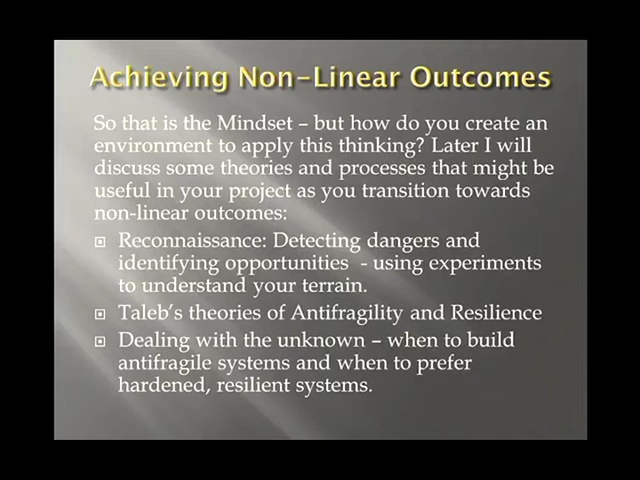 Achieving Non-Linear Outcomes
So that is the Mindset – but how do you create an
environment to apply this thinking? Later I will
discuss some theories and processes that might be
useful in your project as you transition towards
non-linear outcomes:
Reconnaissance: Detecting dangers and
identifying opportunities  - using experiments
to understand your terrain.
Taleb's theories of Antifragility and Resilience
Dealing with the unknown – when to build
antifragile systems and when to prefer
hardened, resilient systems.